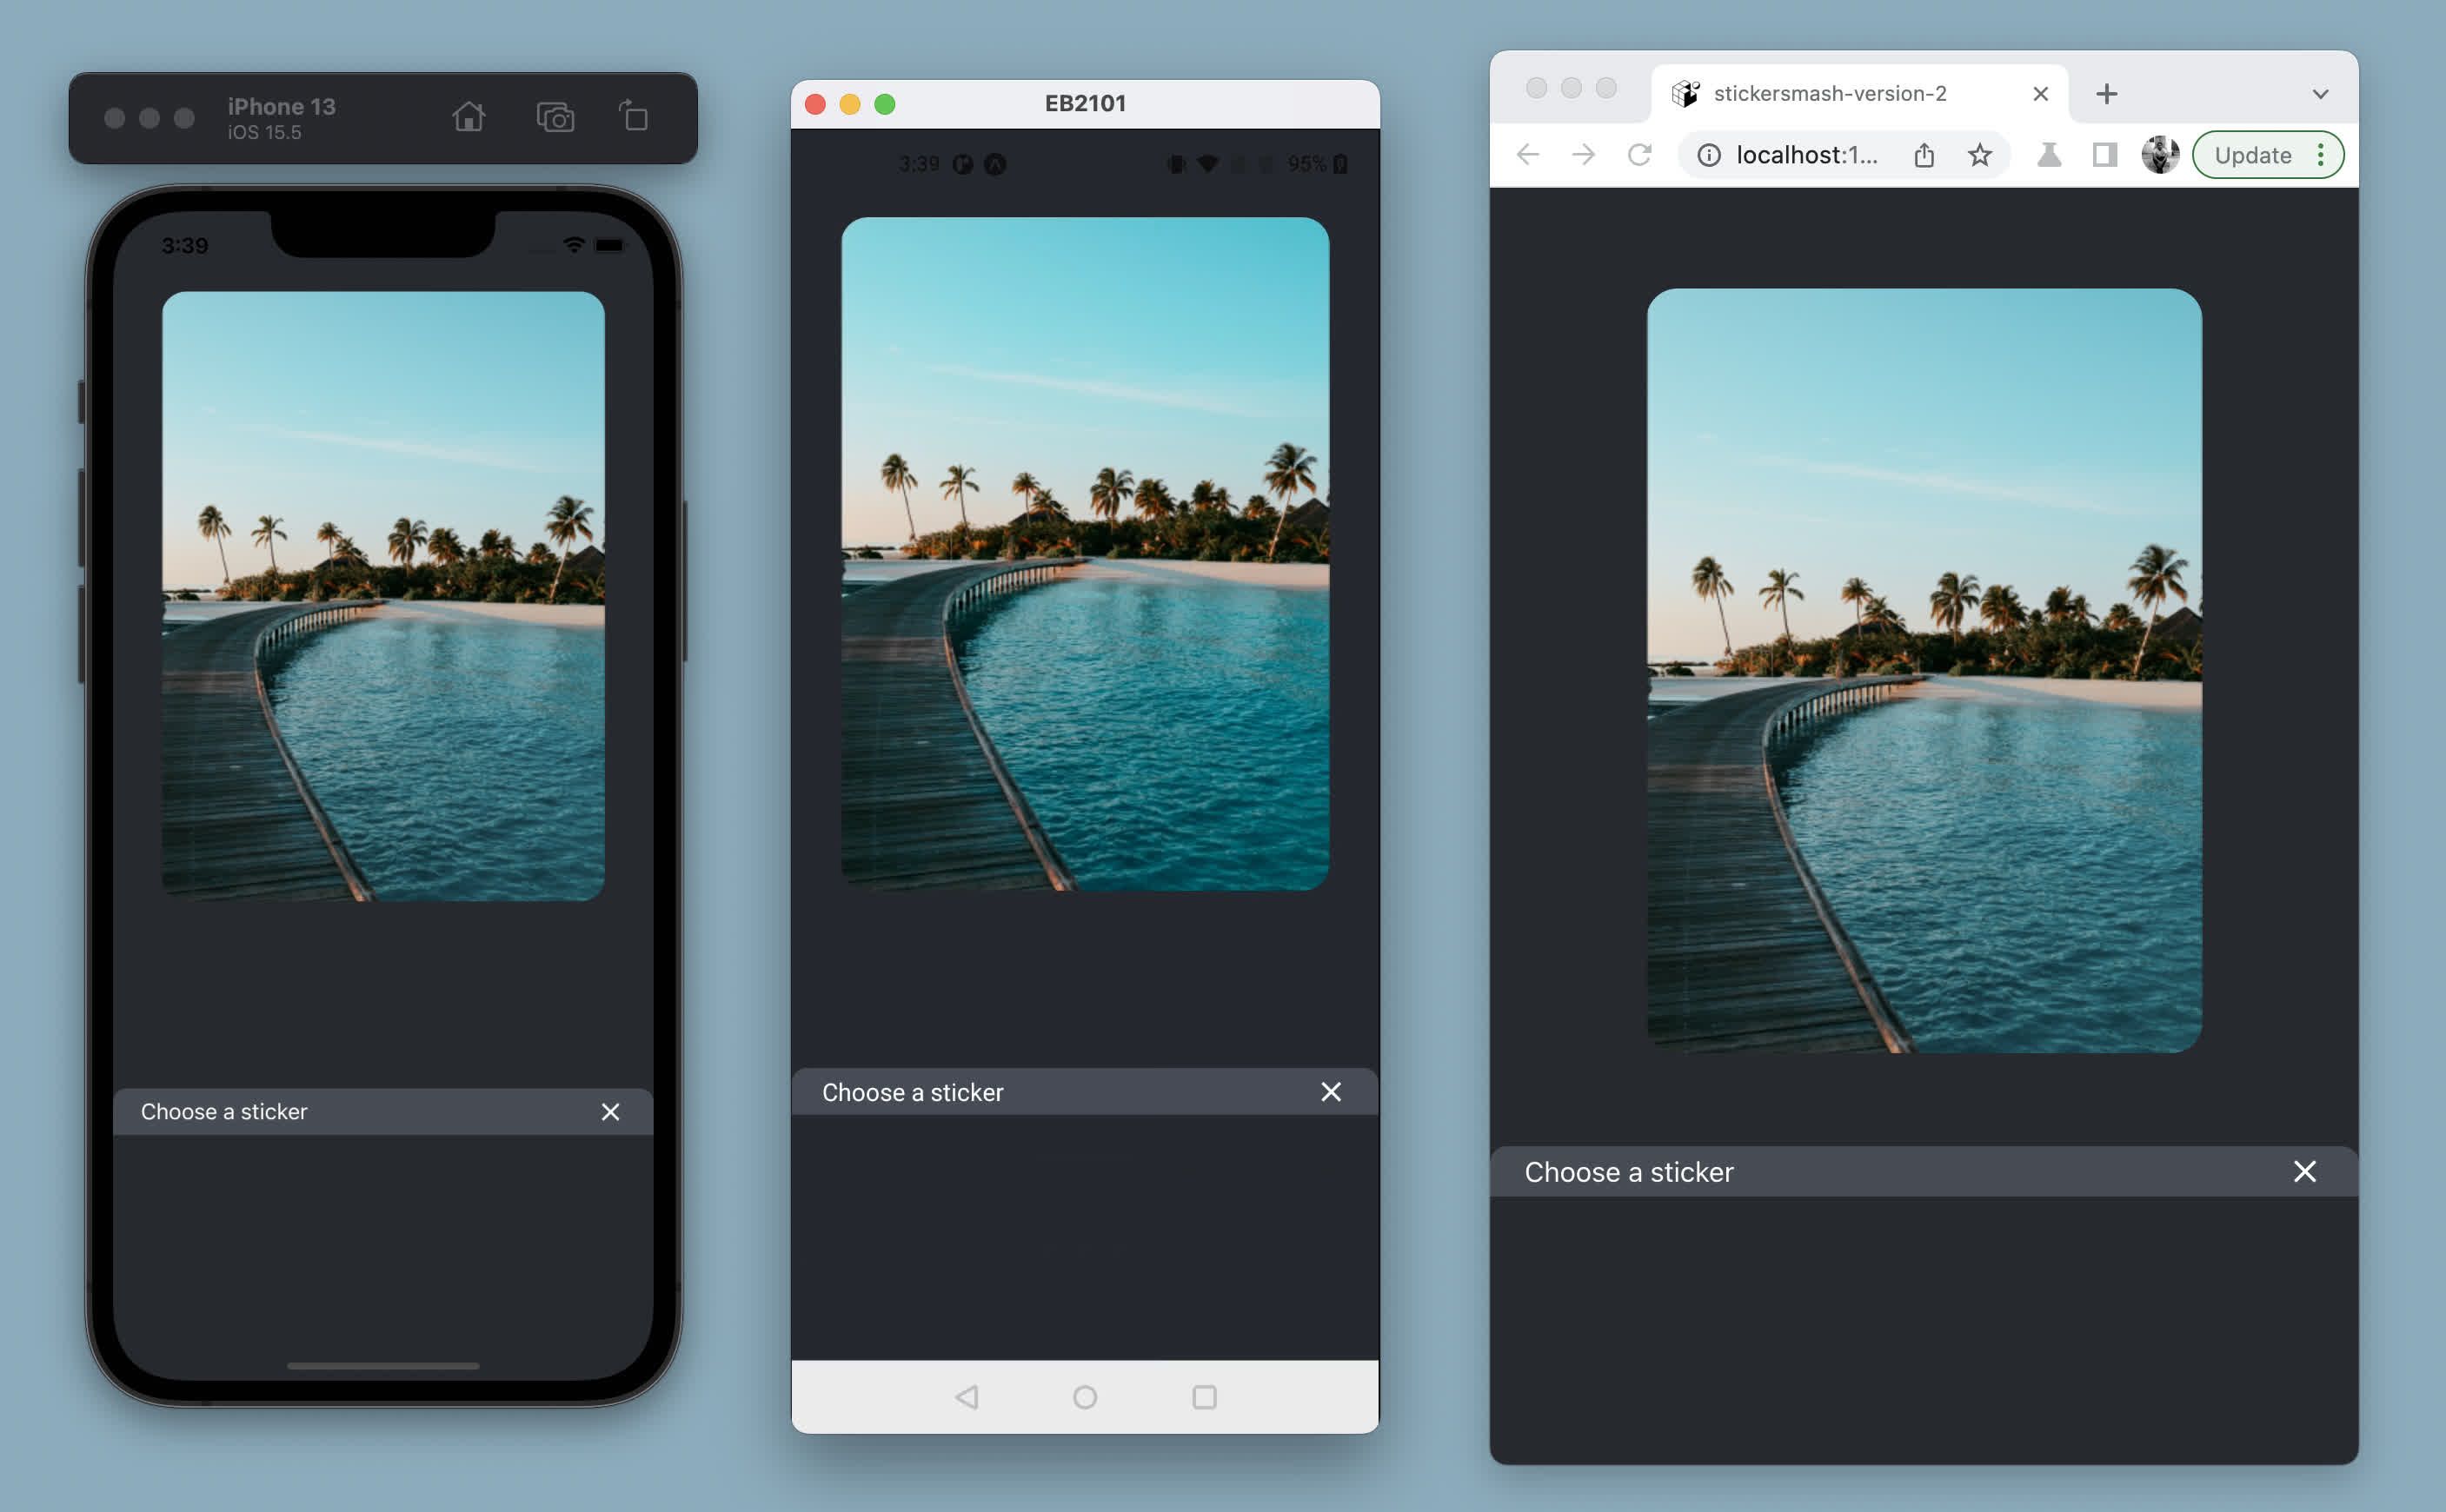 iPhone 13
iOS 15.5
3:39
Choose a sticker
EB2101
3:39
95%
Choose a sticker
stickersmash-version-2
localhost:1...
Update
Choose a sticker